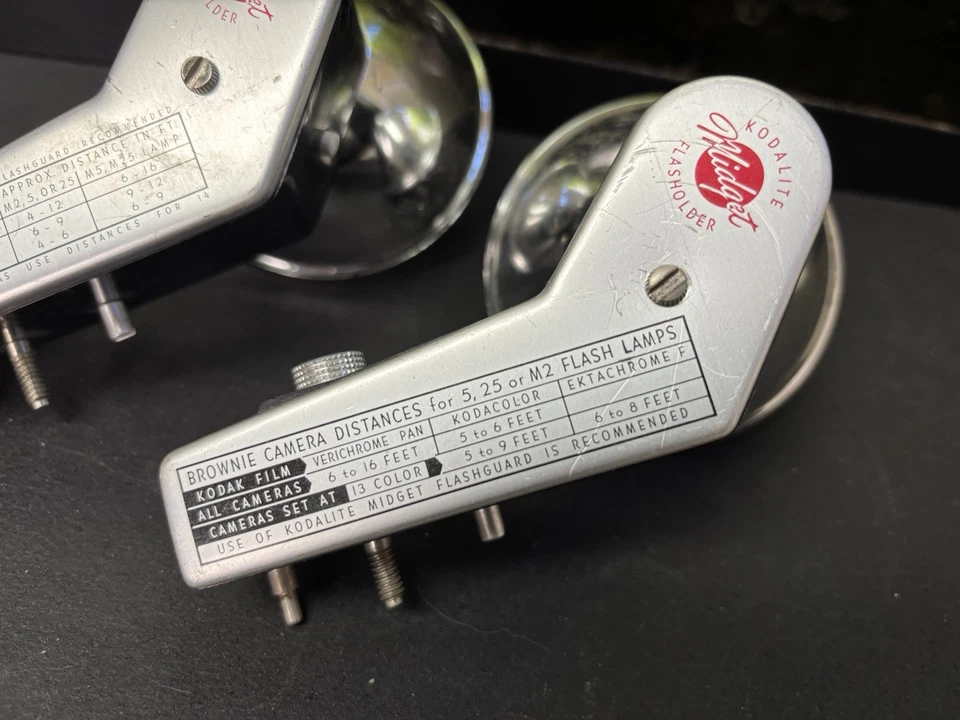 LDER
FLASHGUARD RECOMMENDED
APPROX. DISTANCE IN FT.
M2, 5, OR 25 M5, M25 LAMP
6 - 16
4 - 12 9 - 12
6 - 9 6 - 9
4 - 6
AS USE DISTANCES FOR 14
KODALITE
Midget
FLASHOLDER
BROWNIE CAMERA DISTANCES for 5, 25 or M2 FLASH LAMPS
KODAK FILM VERICHROME PAN KODACOLOR EKTACHROME F
ALL CAMERAS 6 to 16 FEET 5 to 6 FEET
CAMERAS SET AT 13 COLOR 5 to 9 FEET 6 to 8 FEET
USE OF KODALITE MIDGET FLASHGUARD IS RECOMMENDED